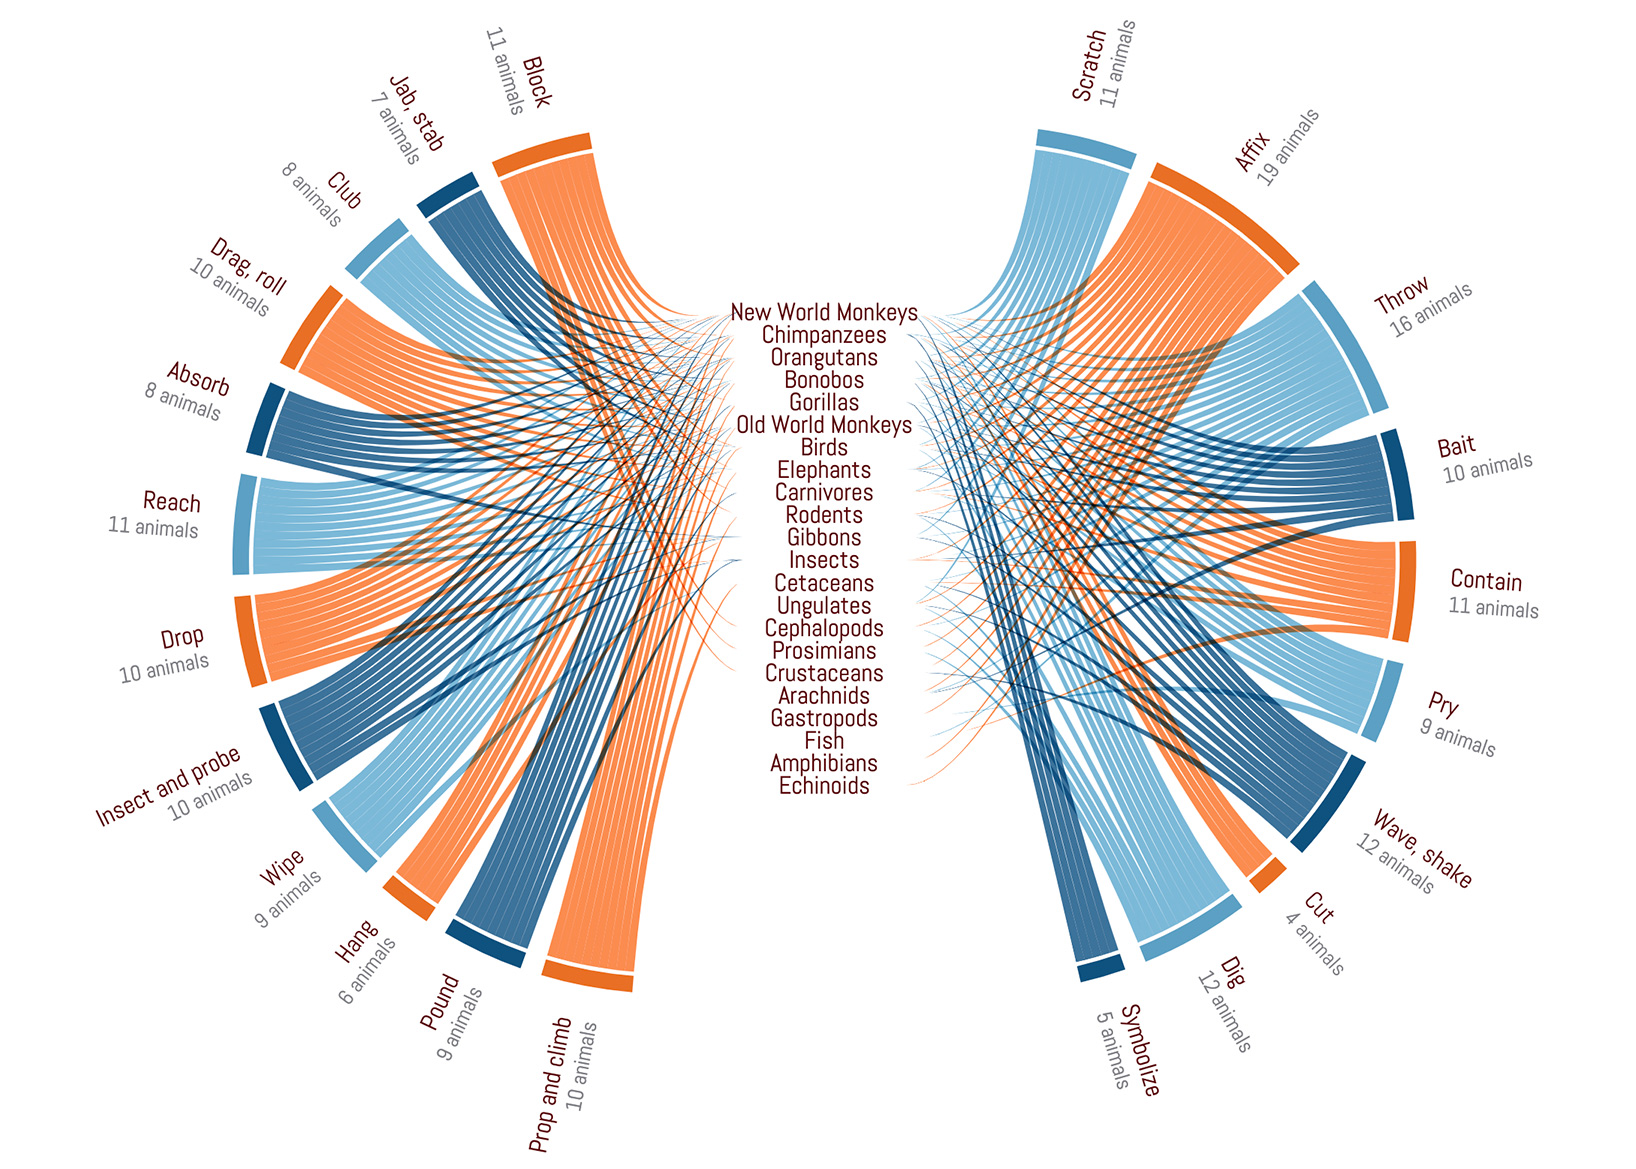 Block
11 animals
Jab, stab
7 animals
Club
8 animals
Drag, roll
10 animals
Absorb
8 animals
Reach
11 animals
Drop
10 animals
Insect and probe
10 animals
Wipe
9 animals
Hang
6 animals
Pound
9 animals
Prop and climb
10 animals
New World Monkeys
Chimpanzees
Orangutans
Bonobos
Gorillas
Old World Monkeys
Birds
Elephants
Carnivores
Rodents
Gibbons
Insects
Cetaceans
Ungulates
Cephalopods
Prosimians
Crustaceans
Arachnids
Gastropods
Fish
Amphibians
Echinoids
Scratch
11 animals
Affix
19 animals
Throw
16 animals
Bait
10 animals
Contain
11 animals
Pry
9 animals
Wave, shake
12 animals
Cut
4 animals
Dig
12 animals
Symbolize
5 animals